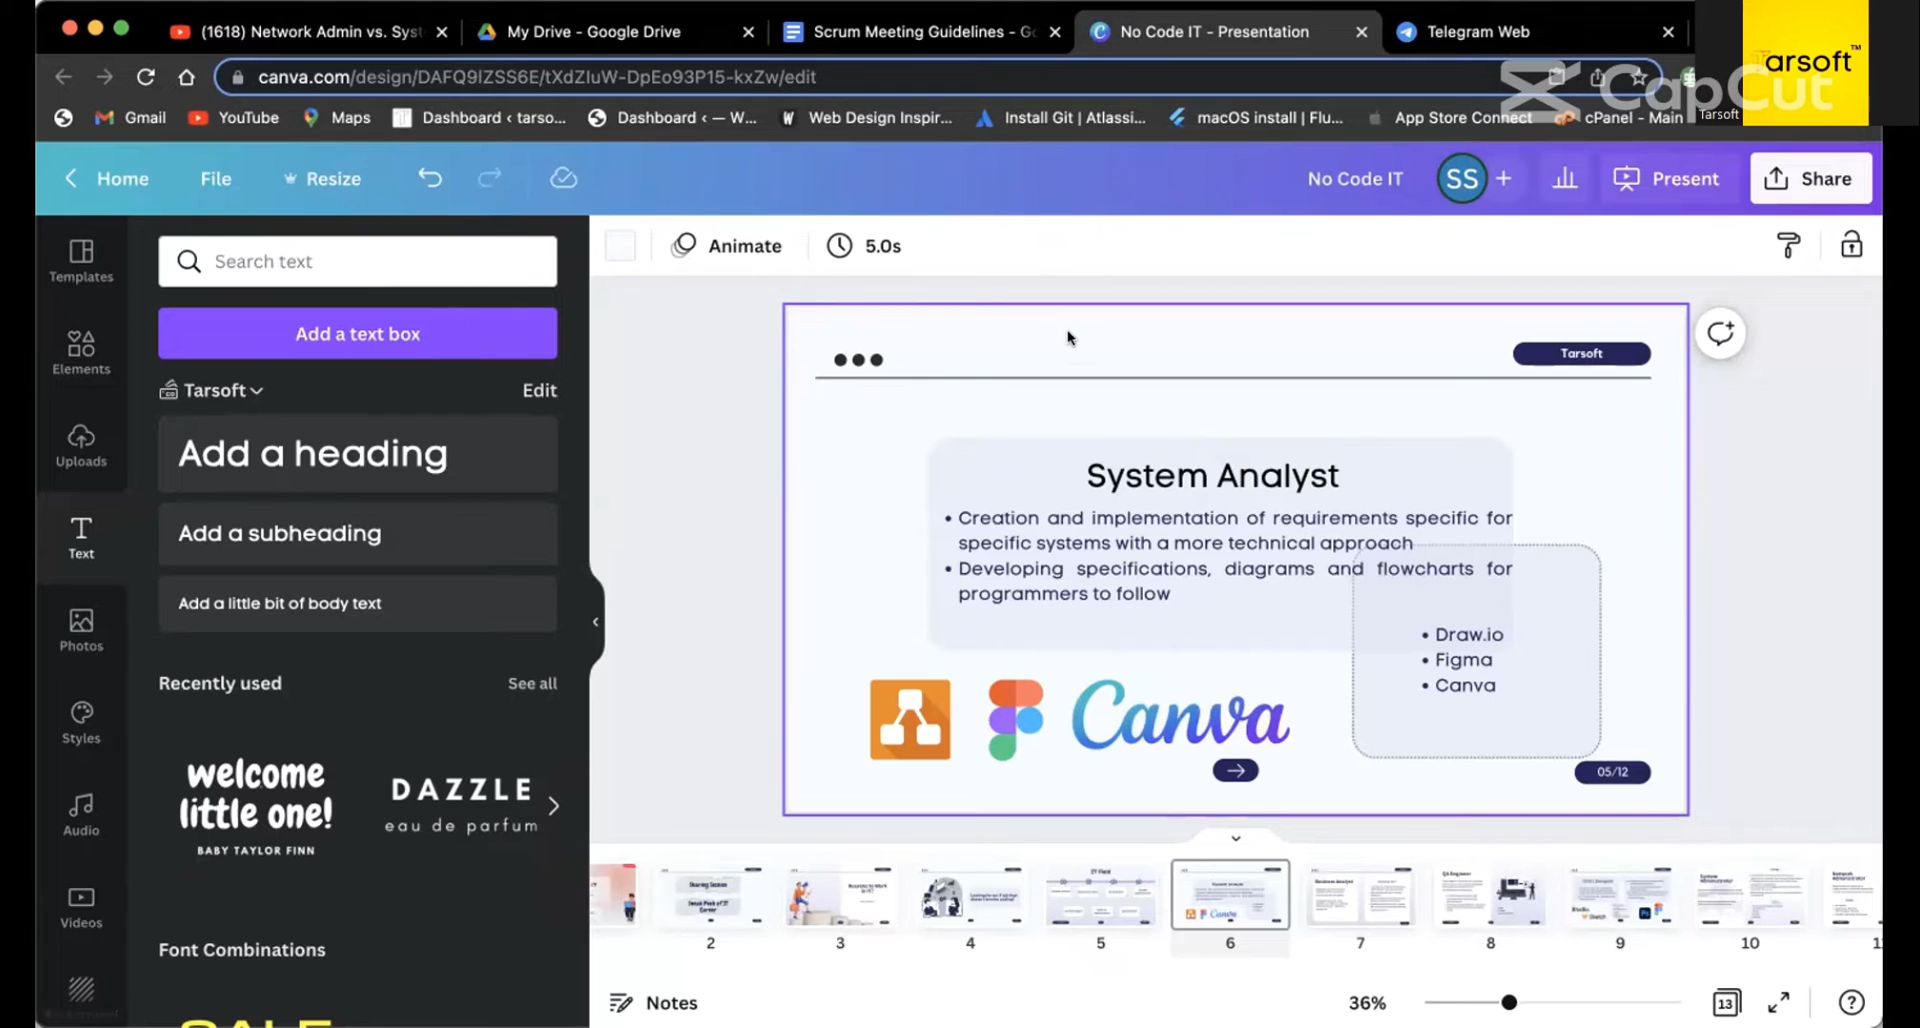 (1618) Network Admin vs. Syst
My Drive - Google Drive
Scrum Meeting Guidelines - Go
No Code IT - Presentation
Telegram Web
arsoft™
canva.com/design/DAFQ9IZSS6E/tXdZIuW-DpEo93P15-kxZw/edit
CapCut
Tarsoft
Gmail
YouTube
Maps
Dashboard ‹ tarso...
Dashboard ‹ — W...
Web Design Inspir...
Install Git | Atlassi...
macOS install | Flu...
App Store Connect
cPanel - Main
Home
File
Resize
No Code IT
SS
Present
Share
Templates
Elements
Uploads
Text
Photos
Styles
Audio
Videos
Search text
Add a text box
Tarsoft
Edit
Add a heading
Add a subheading
Add a little bit of body text
Recently used
See all
welcome
little one!
BABY TAYLOR FINN
DAZZLE
eau de parfum
Font Combinations
SALE
Animate
5.0s
Tarsoft
System Analyst
• Creation and implementation of requirements specific for
specific systems with a more technical approach
• Developing specifications, diagrams and flowcharts for
programmers to follow
• Draw.io
• Figma
• Canva
Canva
05/12
IT Field
2
3
4
5
6
7
8
9
10
Notes
36%
13